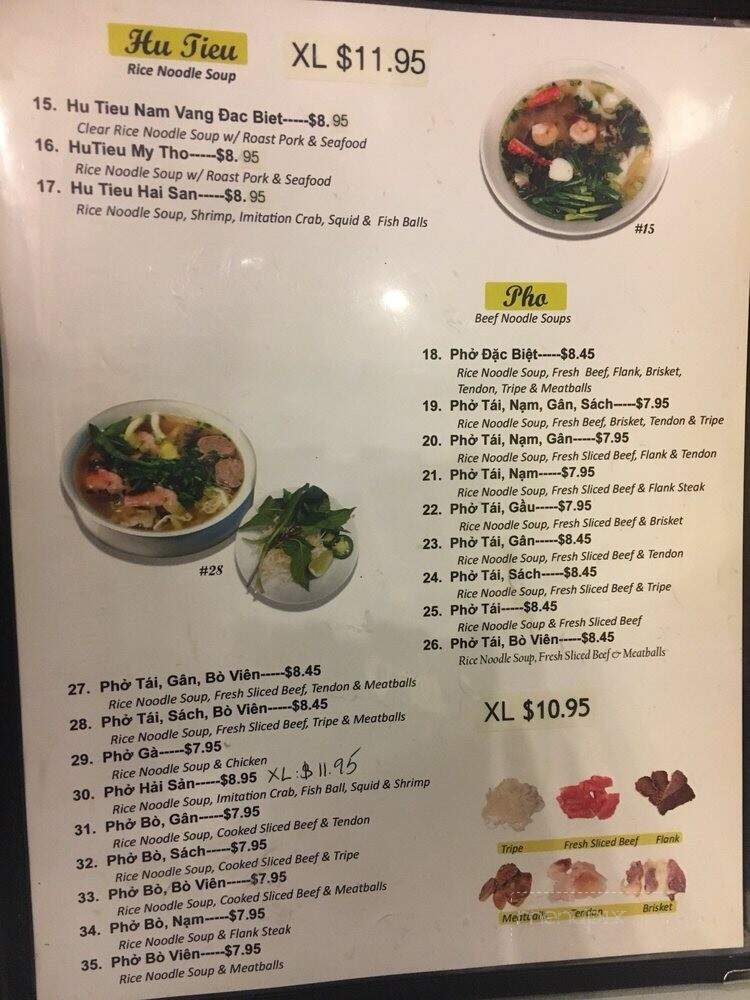 Hu Tieu
Rice Noodle Soup
XL $11.95
15. Hu Tieu Nam Vang Đac Biet-----$8.95
Clear Rice Noodle Soup w/ Roast Pork & Seafood
16. HuTieu My Tho-----$8.95
Rice Noodle Soup w/ Roast Pork & Seafood
17. Hu Tieu Hai San-----$8.95
Rice Noodle Soup, Shrimp, Imitation Crab, Squid & Fish Balls
#15
Pho
Beef Noodle Soups
18. Phở Đặc Biệt-----$8.45
Rice Noodle Soup, Fresh Beef, Flank, Brisket,
Tendon, Tripe & Meatballs
19. Phở Tái, Nạm, Gân, Sách-----$7.95
Rice Noodle Soup, Fresh Beef, Brisket, Tendon & Tripe
20. Phở Tái, Nạm, Gân-----$7.95
Rice Noodle Soup, Fresh Sliced Beef, Flank & Tendon
21. Phở Tái, Nạm-----$7.95
Rice Noodle Soup, Fresh Sliced Beef & Flank Steak
22. Phở Tái, Gầu-----$7.95
Rice Noodle Soup, Fresh Sliced Beef & Brisket
23. Phở Tái, Gân-----$8.45
Rice Noodle Soup, Fresh Sliced Beef & Tendon
24. Phở Tái, Sách-----$8.45
Rice Noodle Soup, Fresh Sliced Beef & Tripe
25. Phở Tái-----$8.45
Rice Noodle Soup & Fresh Sliced Beef
26. Phở Tái, Bò Viên-----$8.45
Rice Noodle Soup, Fresh Sliced Beef & Meatballs
#28
27. Phở Tái, Gân, Bò Viên-----$8.45
Rice Noodle Soup, Fresh Sliced Beef, Tendon & Meatballs
28. Phở Tái, Sách, Bò Viên-----$8.45
Rice Noodle Soup, Fresh Sliced Beef, Tripe & Meatballs
29. Phở Gà-----$7.95
Rice Noodle Soup & Chicken
30. Phở Hải Sản-----$8.95 XL:$11.95
Rice Noodle Soup, Imitation Crab, Fish Ball, Squid & Shrimp
31. Phở Bò, Gân-----$7.95
Rice Noodle Soup, Cooked Sliced Beef & Tendon
32. Phở Bò, Sách-----$7.95
Rice Noodle Soup, Cooked Sliced Beef & Tripe
33. Phở Bò, Bò Viên-----$7.95
Rice Noodle Soup, Cooked Sliced Beef & Meatballs
34. Phở Bò, Nạm-----$7.95
Rice Noodle Soup & Flank Steak
35. Phở Bò Viên-----$7.95
Rice Noodle Soup & Meatballs
XL $10.95
Tripe Fresh Sliced Beef Flank
Meatball Tendon Brisket